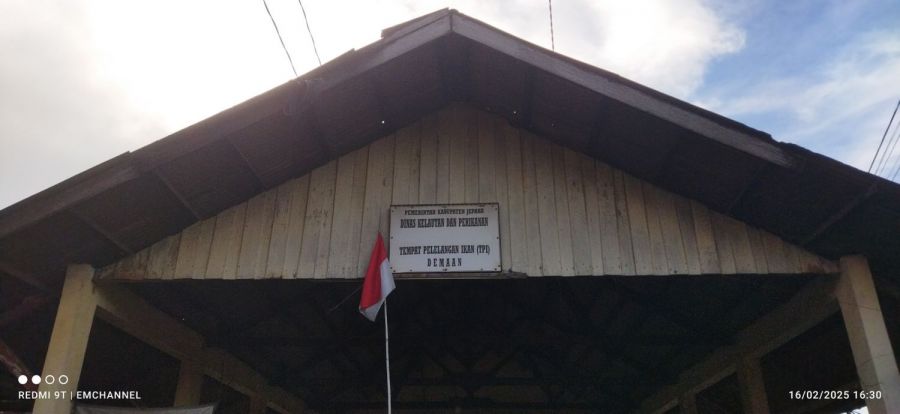 PEMERINTAH KABUPATEN JEPARA
DINAS KELAUTAN DAN PERIKANAN
TEMPAT PELELANGAN IKAN (TPI)
DEMAAN
REDMI 9T | EMCHANNEL
16/02/2025 16:30